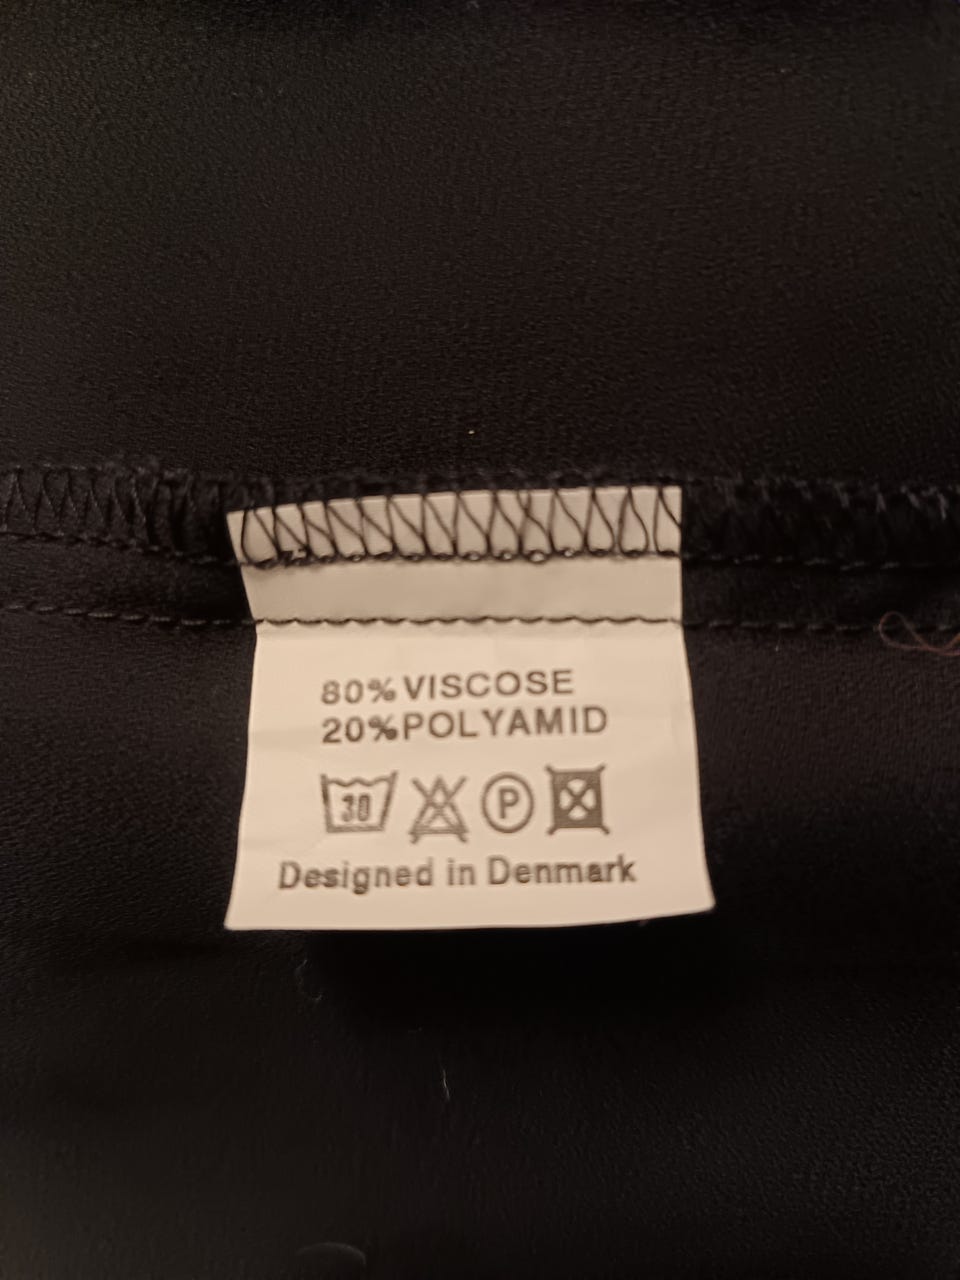 80% VISCOSE
20% POLYAMID
30 P
Designed in Denmark